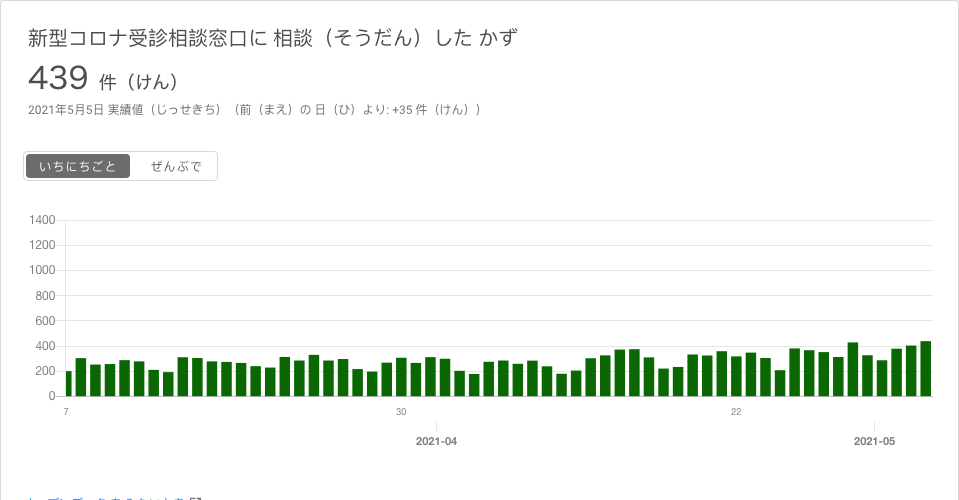 新型コロナ受診相談窓口に 相談（そうだん）した かず
439 件（けん）
2021年5月5日 実績値（じっせきち）（前（まえ）の 日（ひ）より: +35 件（けん））
いちにちごと ぜんぶで
1400
1200
1000
800
600
400
200
0
7 30 22
2021-04 2021-05